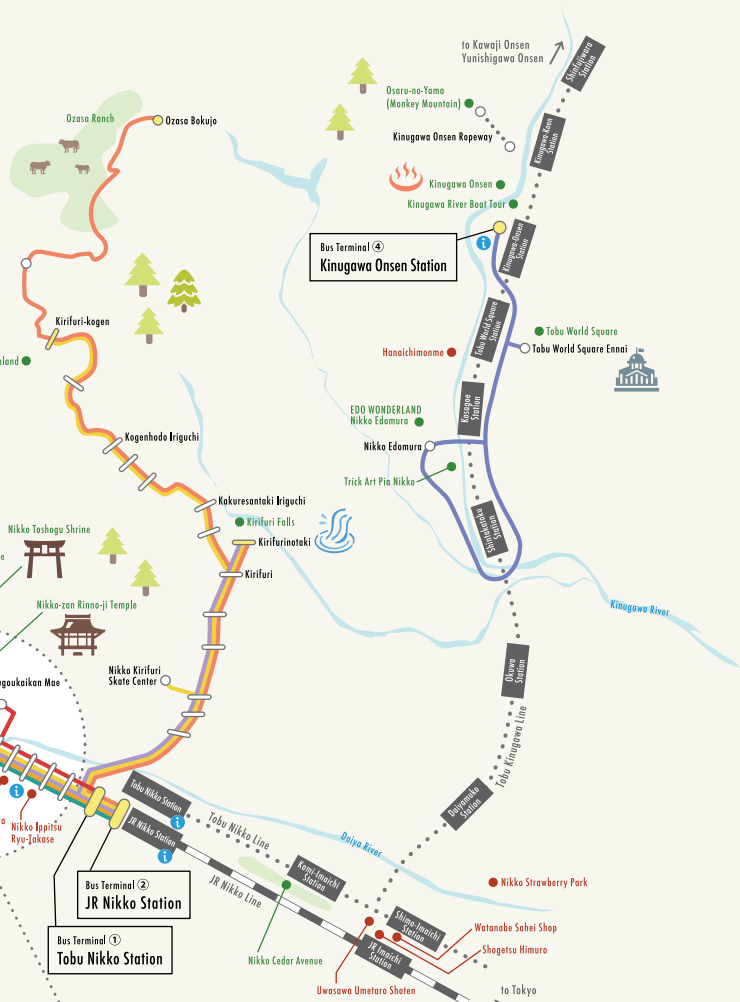 to Kawaji Onsen
Yunishigawa Onsen
Shinfujiwara
Station
Osaru-no-Yama
(Monkey Mountain)
Ozasa Ranch
Ozasa Bokujo
Kinugawa Onsen Ropeway
Kinugawa-Koen
Station
Kinugawa Onsen
Kinugawa River Boat Tour
Bus Terminal ④
Kinugawa Onsen Station
i
Kinugawa-Onsen
Station
Kirifuri-kogen
Tobu World Square
Station
Tobu World Square
Tobu World Square Ennai
Hanaichimonme
land
Kosagoe
Station
EDO WONDERLAND
Nikko Edomura
Kogenhodo Iriguchi
Nikko Edomura
Trick Art Pia Nikko
Kakuresantaki Iriguchi
Kirifuri Falls
Shintakatoku
Station
Nikko Toshogu Shrine
Kirifurinotaki
e
Kirifuri
Nikko-zan Rinno-ji Temple
Kinugawa River
Nikko Kirifuri
Skate Center
Okuwa
Station
ugoukaikan Mae
Tobu Kinugawa Line
Tobu Nikko Station
i
i
Daiyamuko
Station
Tobu Nikko Line
JR Nikko Station
i
a
Nikko Ippitsu
Ryu-Takase
Daiya River
Kami-Imaichi
Station
JR Nikko Line
Bus Terminal ②
JR Nikko Station
Nikko Strawberry Park
Shimo-Imaichi
Station
Watanabe Sahei Shop
Bus Terminal ①
Tobu Nikko Station
Shogetsu Himuro
JR Imaichi
Station
Nikko Cedar Avenue
Uwasawa Umetaro Shoten
to Tokyo